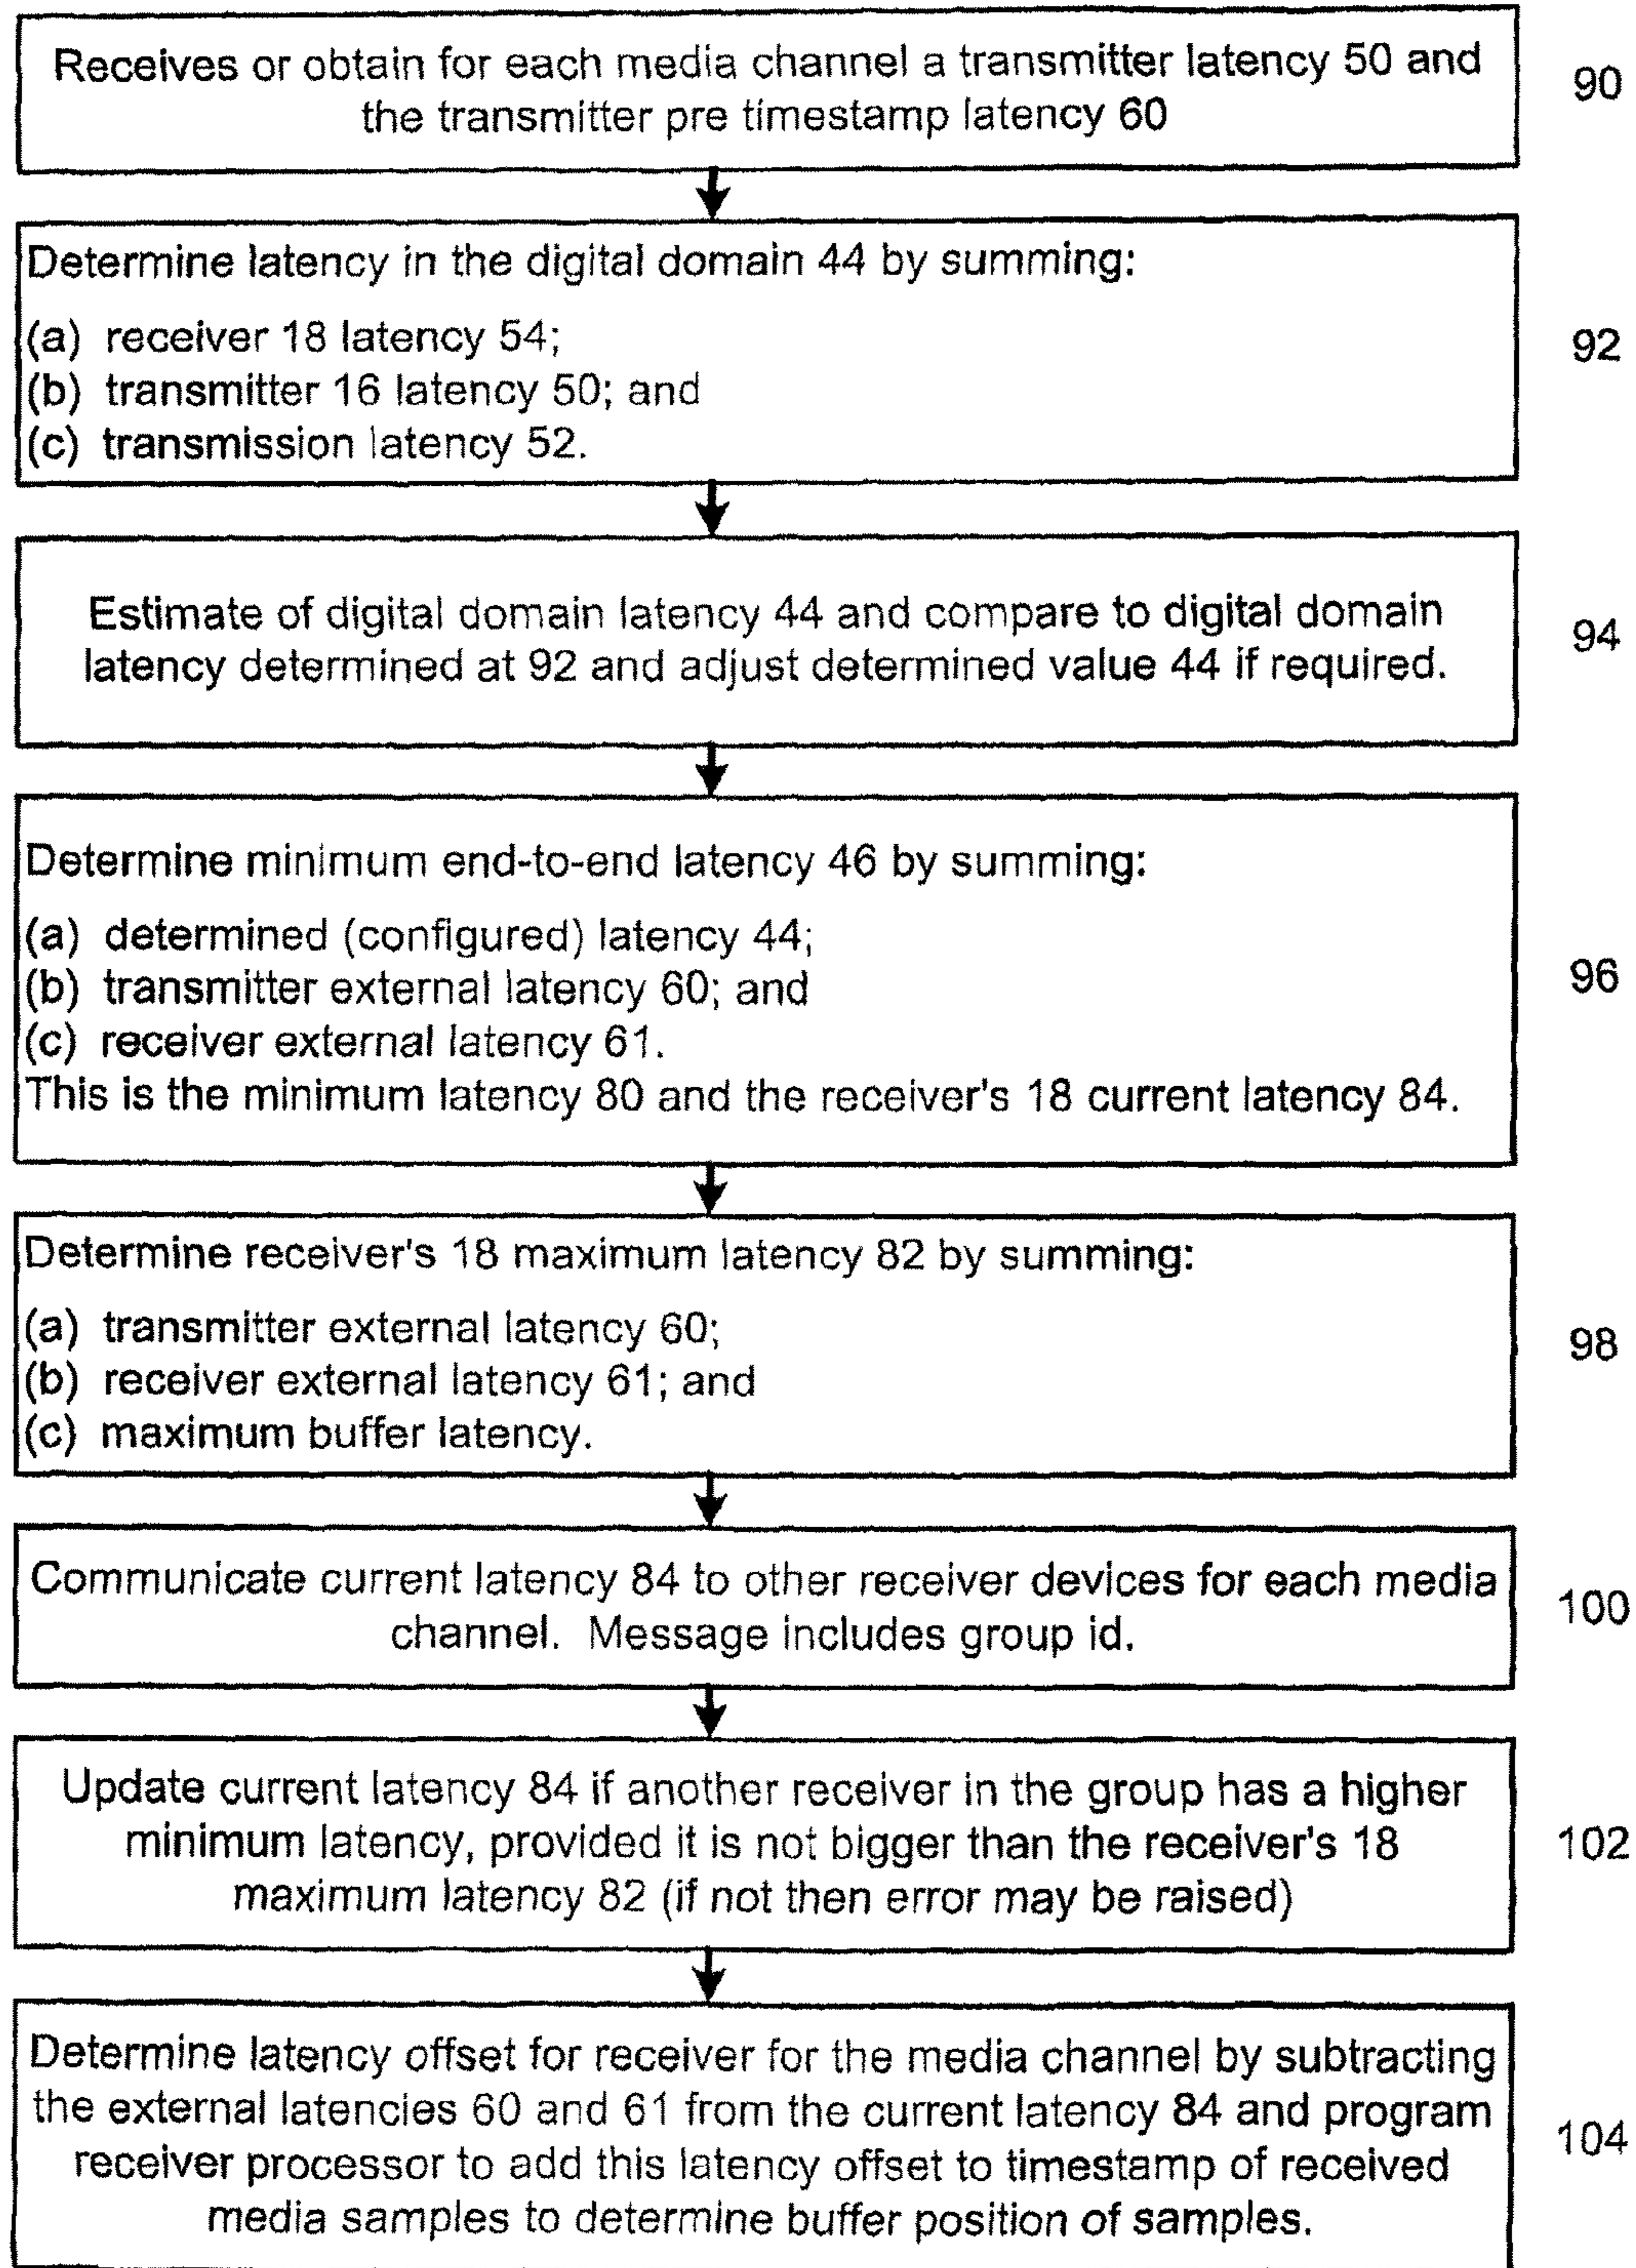 Receives or obtain for each media channel a transmitter latency 50 and
the transmitter pre timestamp latency 60
90
Determine latency in the digital domain 44 by summing:
(a) receiver 18 latency 54;
(b) transmitter 16 latency 50; and
(c) transmission latency 52.
92
Estimate of digital domain latency 44 and compare to digital domain
latency determined at 92 and adjust determined value 44 if required.
94
Determine minimum end-to-end latency 46 by summing:
(a) determined (configured) latency 44;
(b) transmitter external latency 60; and
(c) receiver external latency 61.
This is the minimum latency 80 and the receiver's 18 current latency 84.
96
Determine receiver's 18 maximum latency 82 by summing:
(a) transmitter external latency 60;
(b) receiver external latency 61; and
(c) maximum buffer latency.
98
Communicate current latency 84 to other receiver devices for each media
channel. Message includes group id.
100
Update current latency 84 if another receiver in the group has a higher
minimum latency, provided it is not bigger than the receiver's 18
maximum latency 82 (if not then error may be raised)
102
Determine latency offset for receiver for the media channel by subtracting
the external latencies 60 and 61 from the current latency 84 and program
receiver processor to add this latency offset to timestamp of received
media samples to determine buffer position of samples.
104